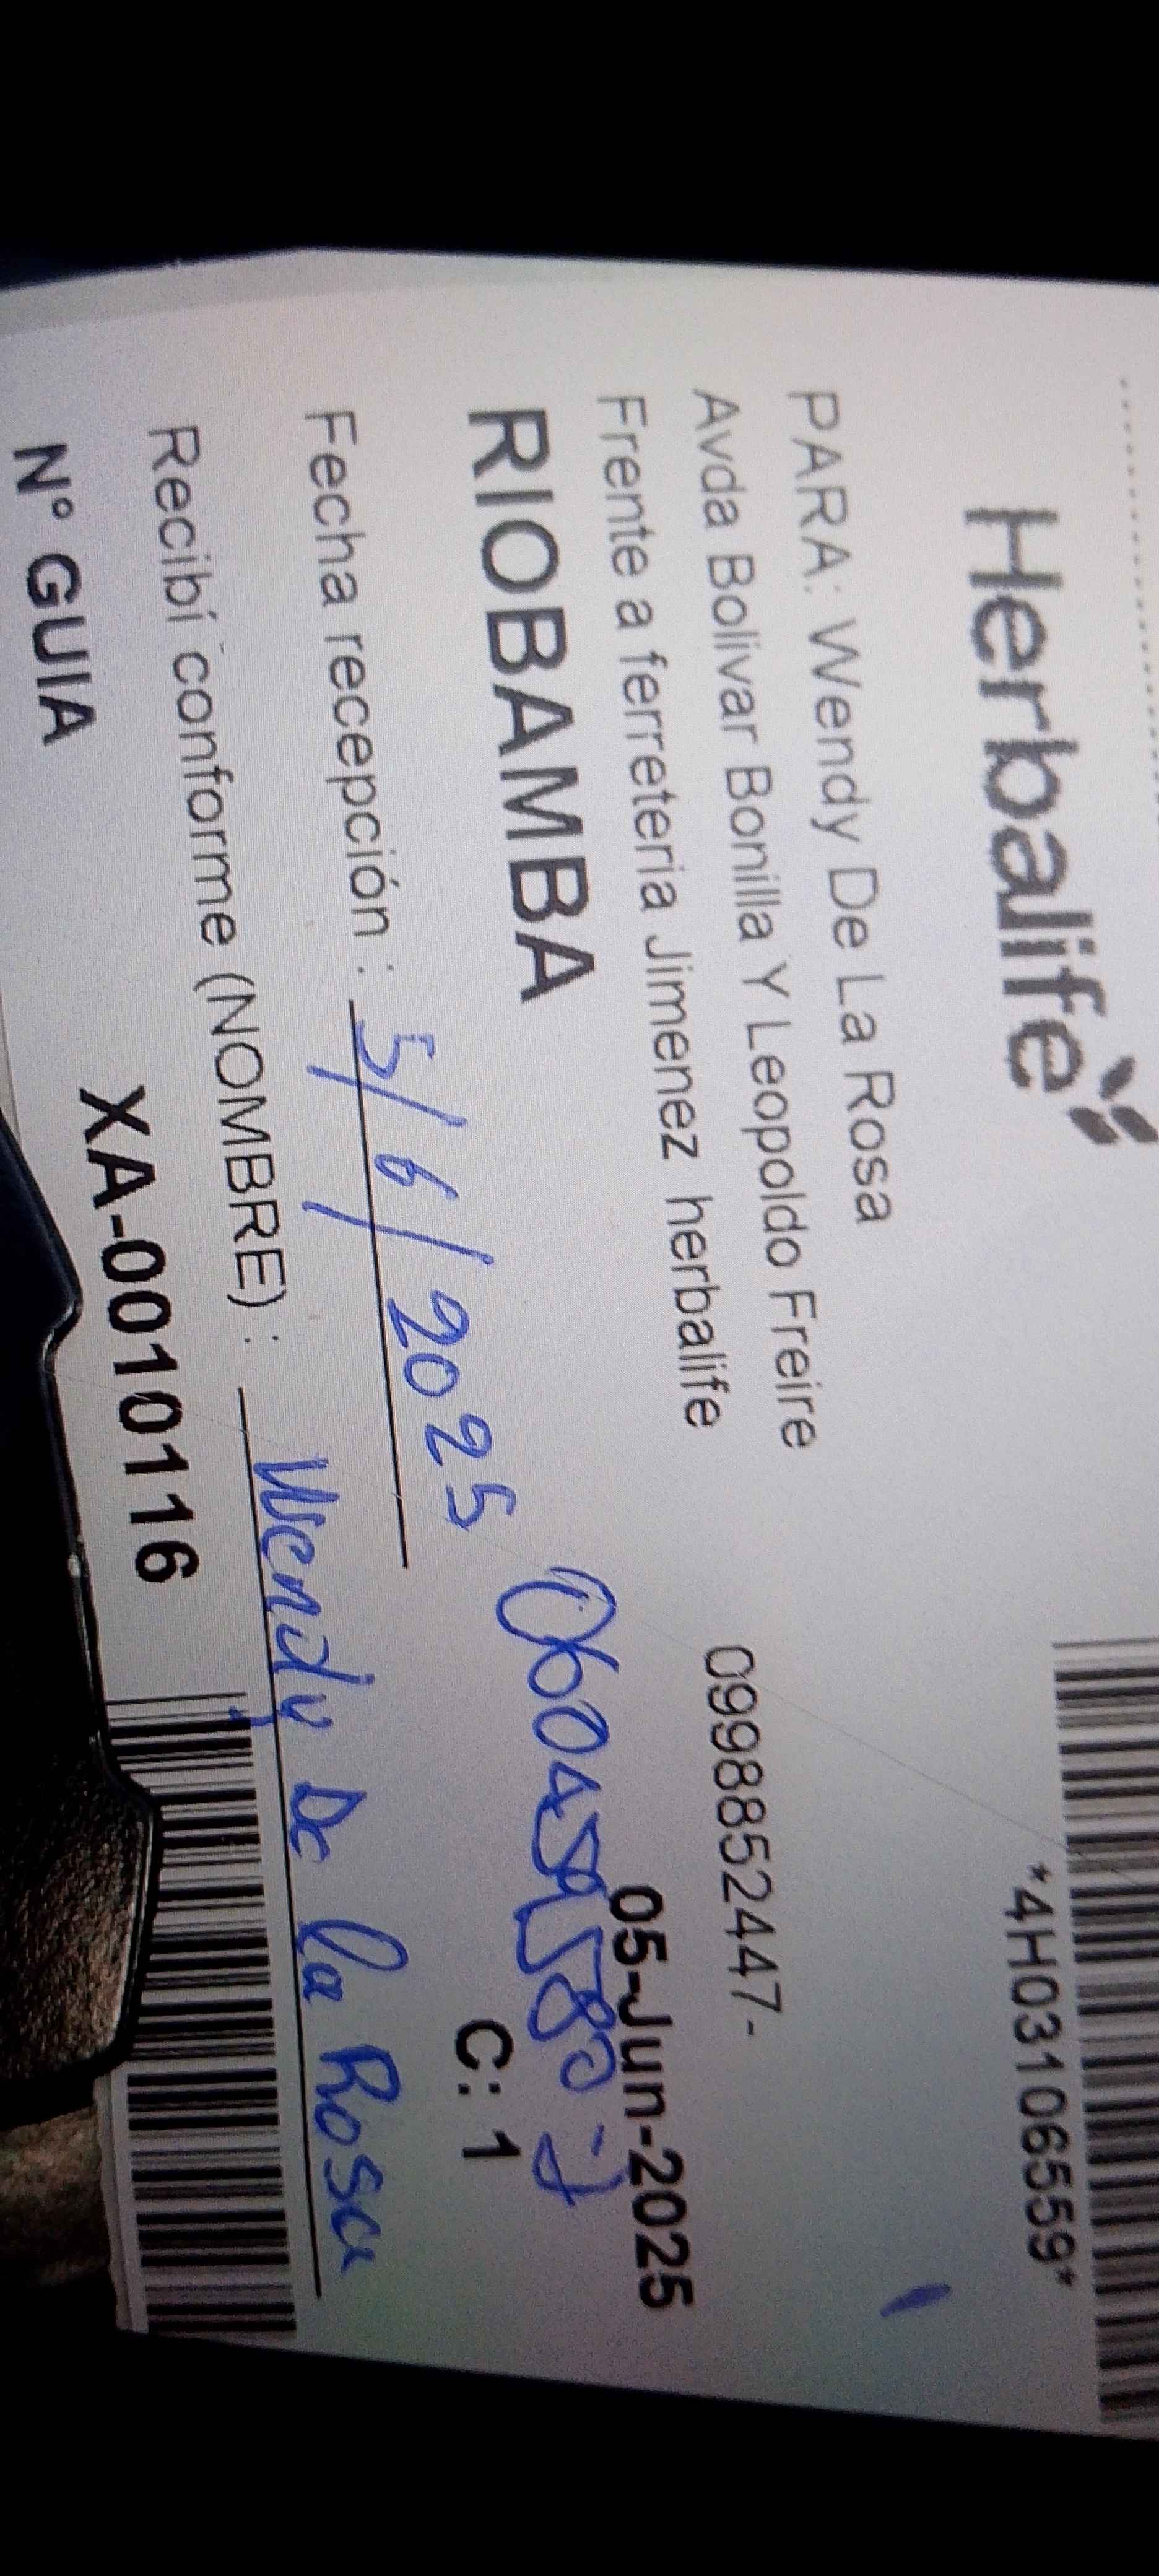 Herbalife
*4H03106559*
PARA: Wendy De La Rosa
Avda Bolivar Bonilla Y Leopoldo Freire
0998852447 -
Frente a ferreteria Jimenez herbalife
05-Jun-2025
RIOBAMBA
C: 1
Fecha recepción : 5/6/2025
Recibí conforme (NOMBRE) : Wendy De la Rosa
N° GUIA XA-0010116